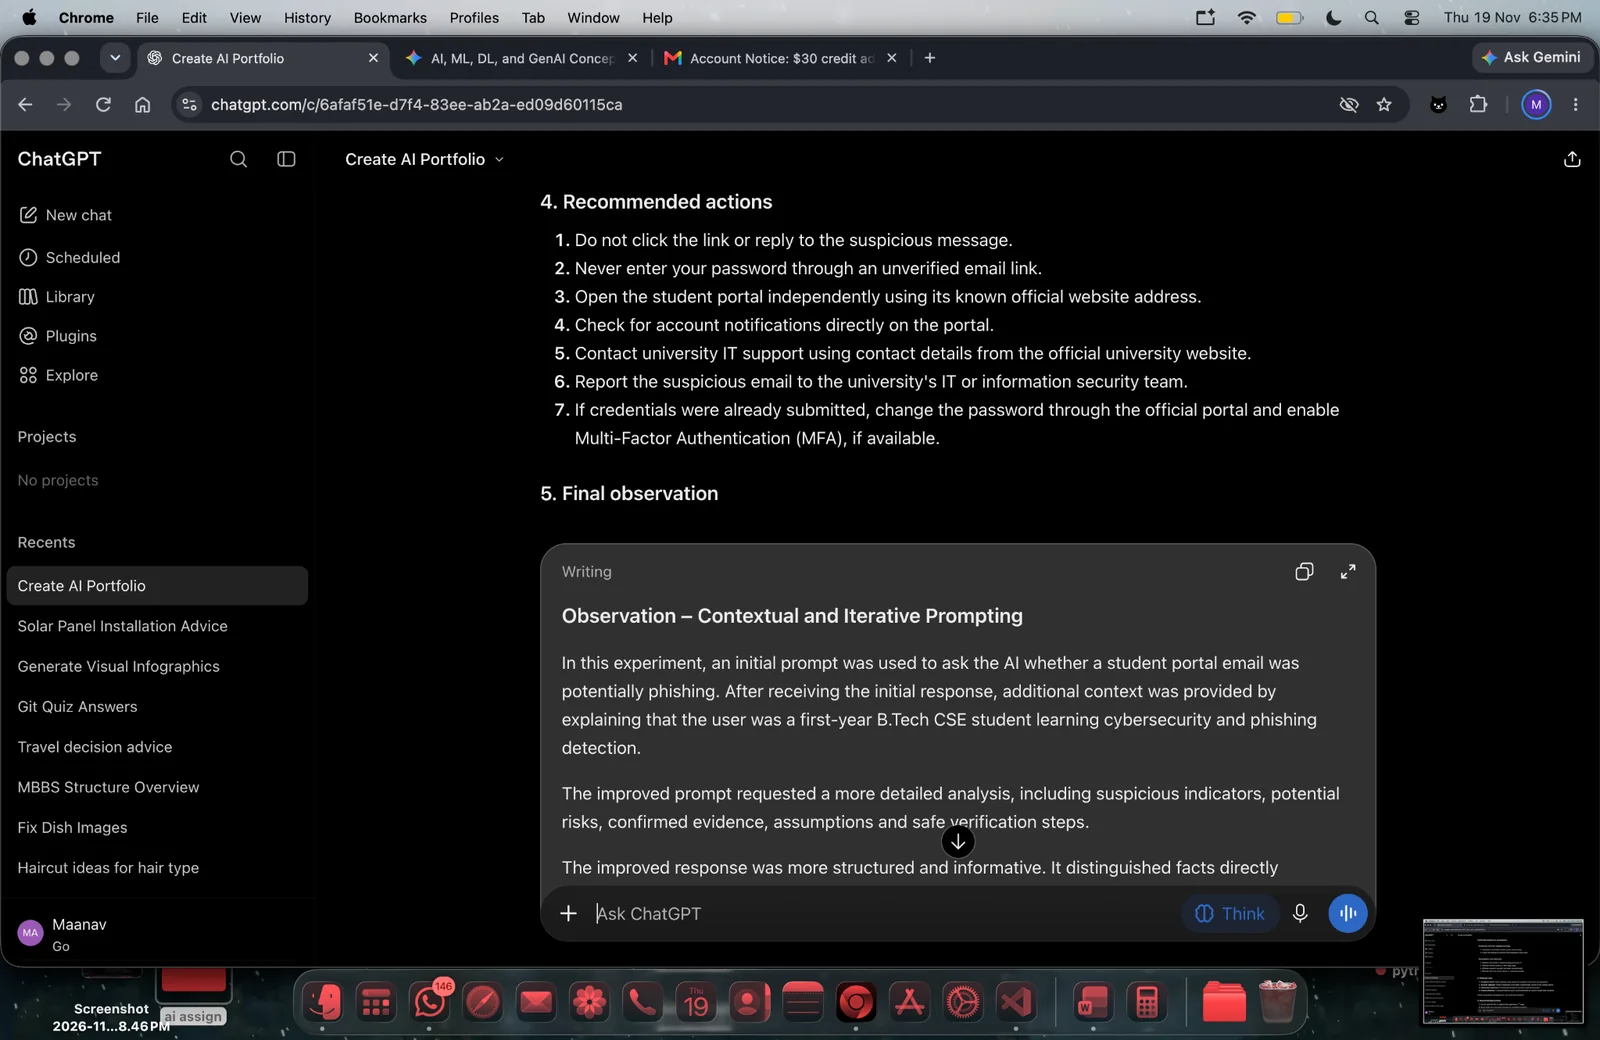 Chrome File Edit View History Bookmarks Profiles Tab Window Help Thu 19 Nov 6:35 PM
Create AI Portfolio AI, ML, DL, and GenAI Concep Account Notice: $30 credit ad Ask Gemini
chatgpt.com/c/6afaf51e-d7f4-83ee-ab2a-ed09d60115ca M
ChatGPT
New chat
Scheduled
Library
Plugins
Explore
Projects
No projects
Recents
Create AI Portfolio
Solar Panel Installation Advice
Generate Visual Infographics
Git Quiz Answers
Travel decision advice
MBBS Structure Overview
Fix Dish Images
Haircut ideas for hair type
MA Maanav
Go
Create AI Portfolio
4. Recommended actions
1. Do not click the link or reply to the suspicious message.
2. Never enter your password through an unverified email link.
3. Open the student portal independently using its known official website address.
4. Check for account notifications directly on the portal.
5. Contact university IT support using contact details from the official university website.
6. Report the suspicious email to the university's IT or information security team.
7. If credentials were already submitted, change the password through the official portal and enable
Multi-Factor Authentication (MFA), if available.
5. Final observation
Writing
Observation – Contextual and Iterative Prompting
In this experiment, an initial prompt was used to ask the AI whether a student portal email was
potentially phishing. After receiving the initial response, additional context was provided by
explaining that the user was a first-year B.Tech CSE student learning cybersecurity and phishing
detection.
The improved prompt requested a more detailed analysis, including suspicious indicators, potential
risks, confirmed evidence, assumptions and safe verification steps.
The improved response was more structured and informative. It distinguished facts directly
Ask ChatGPT Think
Screenshot
2026-11...8.46 PM
ai assign
146
Thu
19
W
pyt